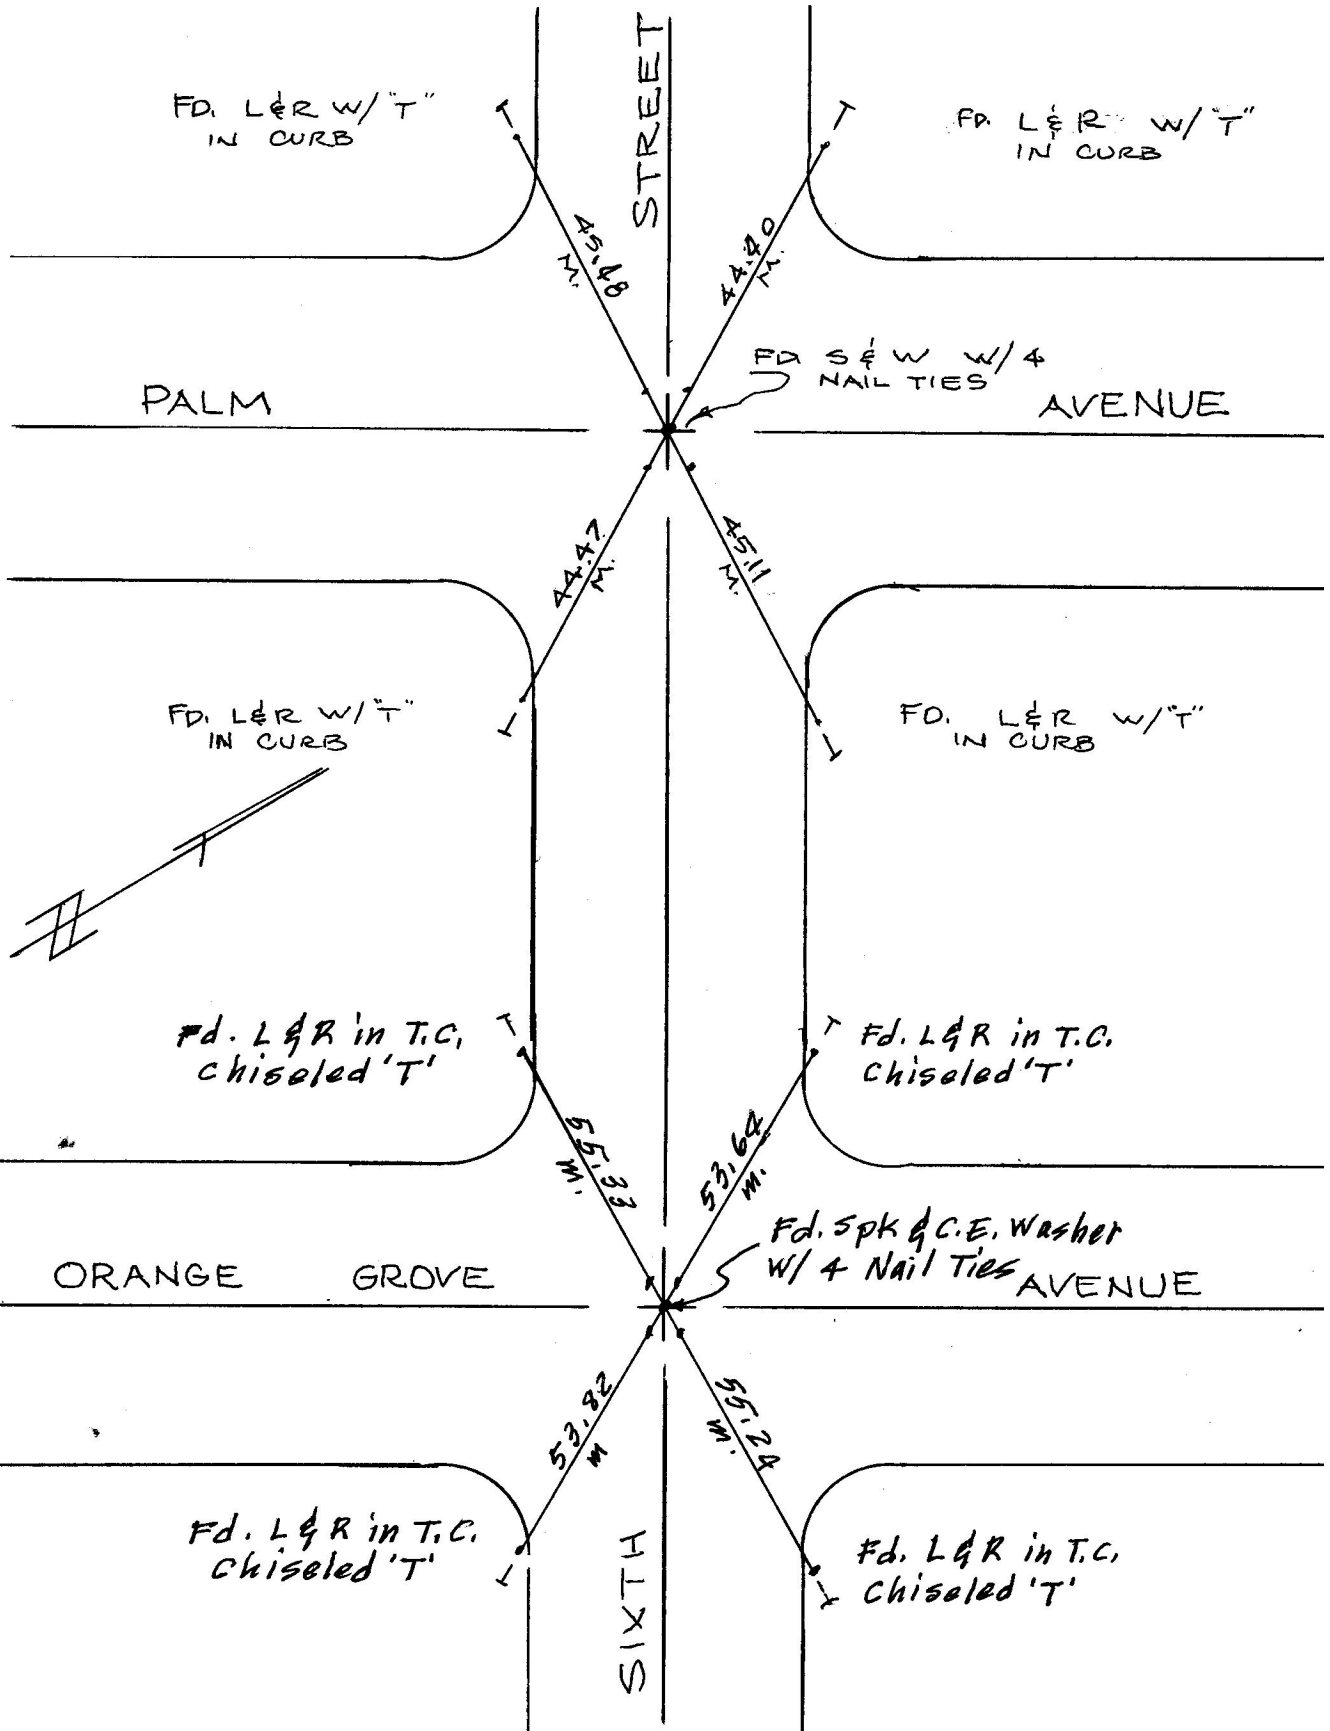 STREET
FD. L & R W/ "T"
IN CURB
FD. L & R W/ "T"
IN CURB
45.48
M.
44.40
M.
FD S & W W/ 4
NAIL TIES
PALM
AVENUE
44.47
M.
45.11
M.
FD. L & R W/ "T"
IN CURB
FD. L & R W/ "T"
IN CURB
N
Fd. L & R in T.C.
Chiseled 'T'
Fd. L & R in T.C.
Chiseled 'T'
55.33
m.
53.64
m.
Fd. Spk & C.E. Washer
W/ 4 Nail Ties
ORANGE GROVE
AVENUE
53.82
m
55.24
m.
Fd. L & R in T.C.
Chiseled 'T'
Fd. L & R in T.C.
Chiseled 'T'
SIXTH